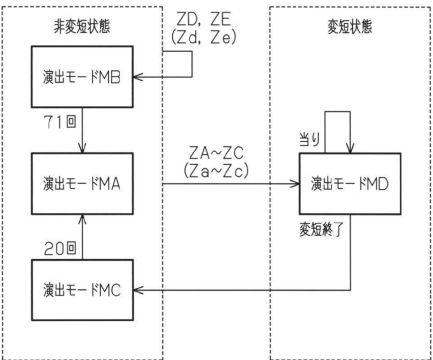 非変短状態
ZD, ZE
(Zd, Ze)
変短状態
演出モードMB
71回
当り
ZA~ZC
(Za~Zc)
演出モードMA
演出モードMD
変短終了
20回
演出モードMC